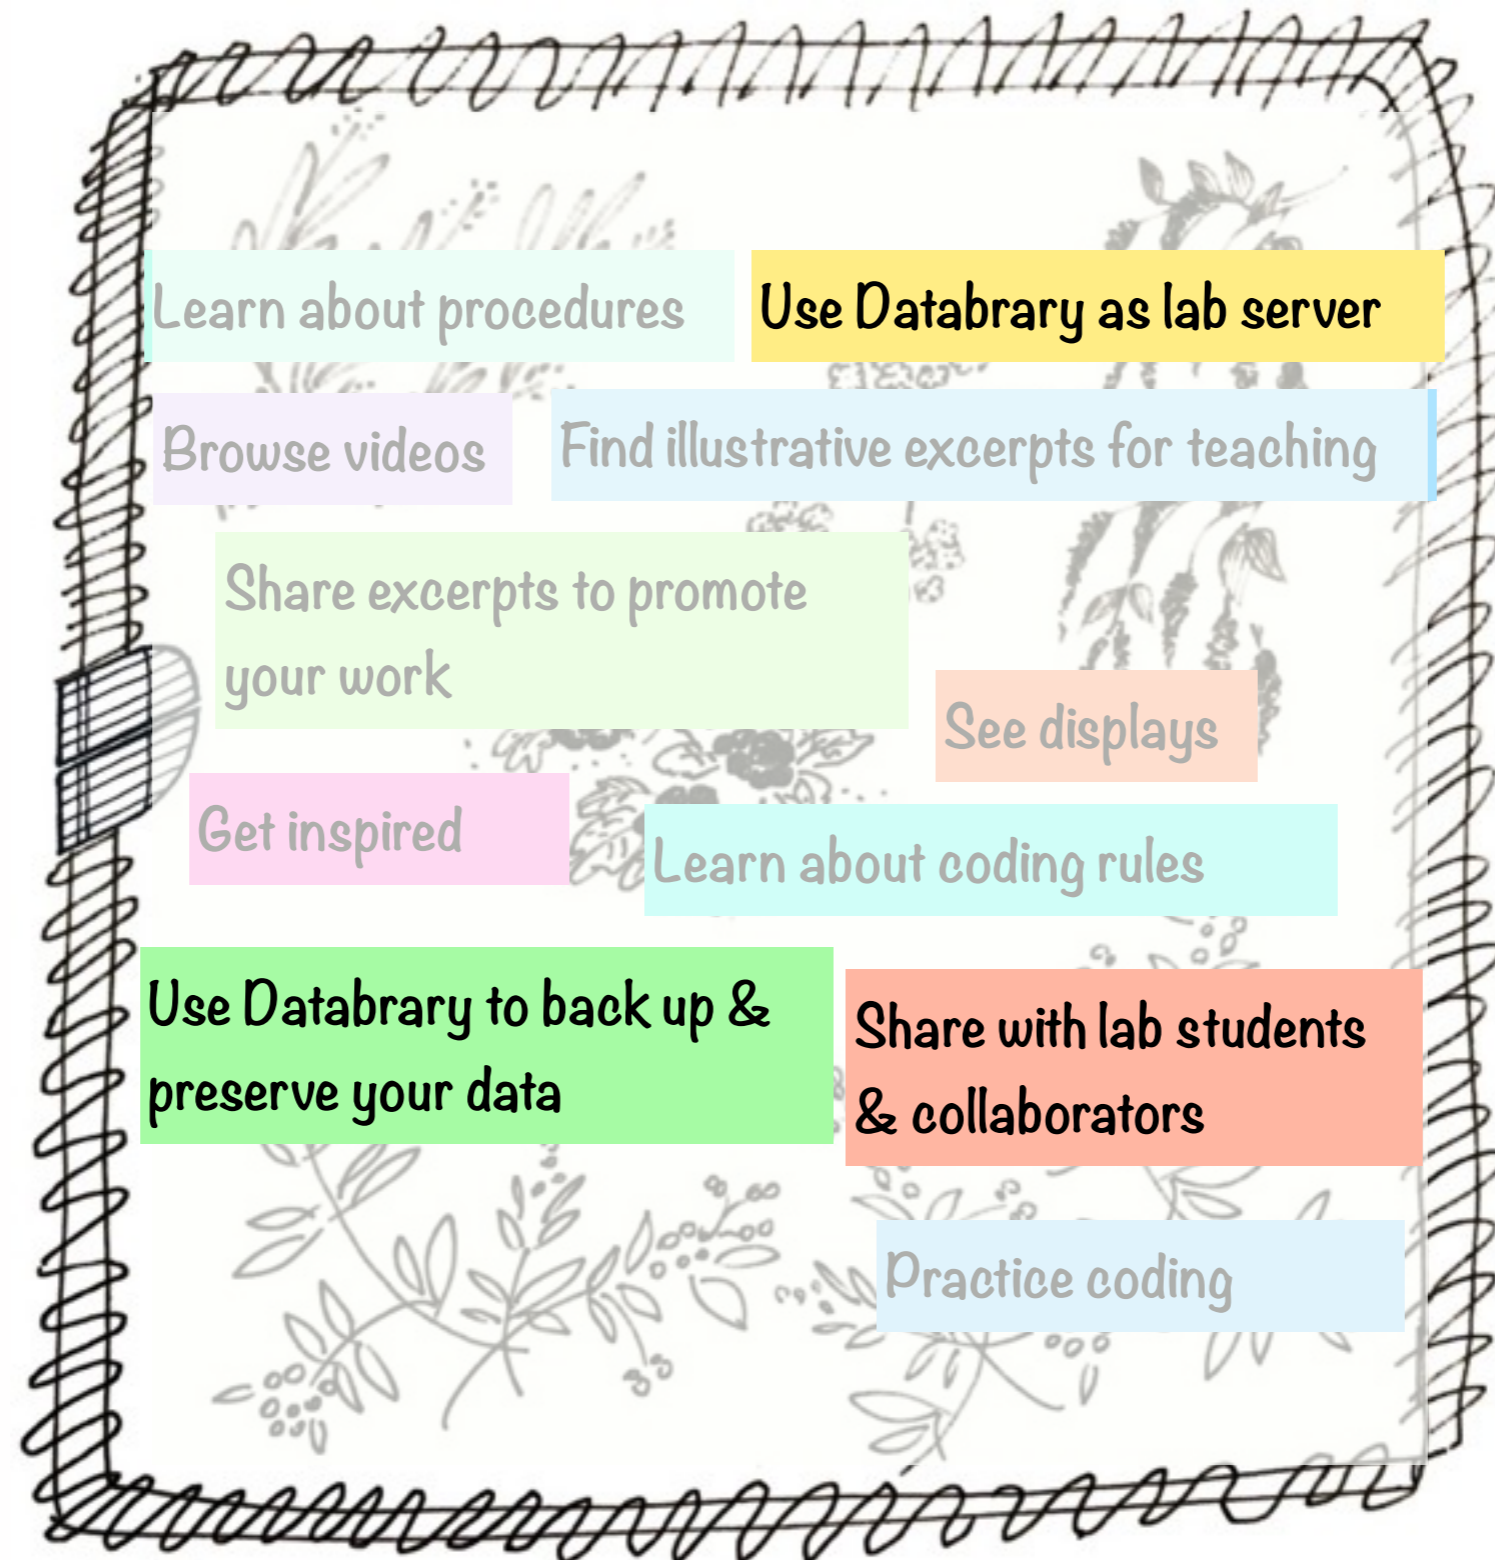 Learn about procedures
Use Databrary as lab server
Browse videos
Find illustrative excerpts for teaching
Share excerpts to promote
your work
See displays
Get inspired
Learn about coding rules
Use Databrary to back up &
preserve your data
Share with lab students
& collaborators
Practice coding